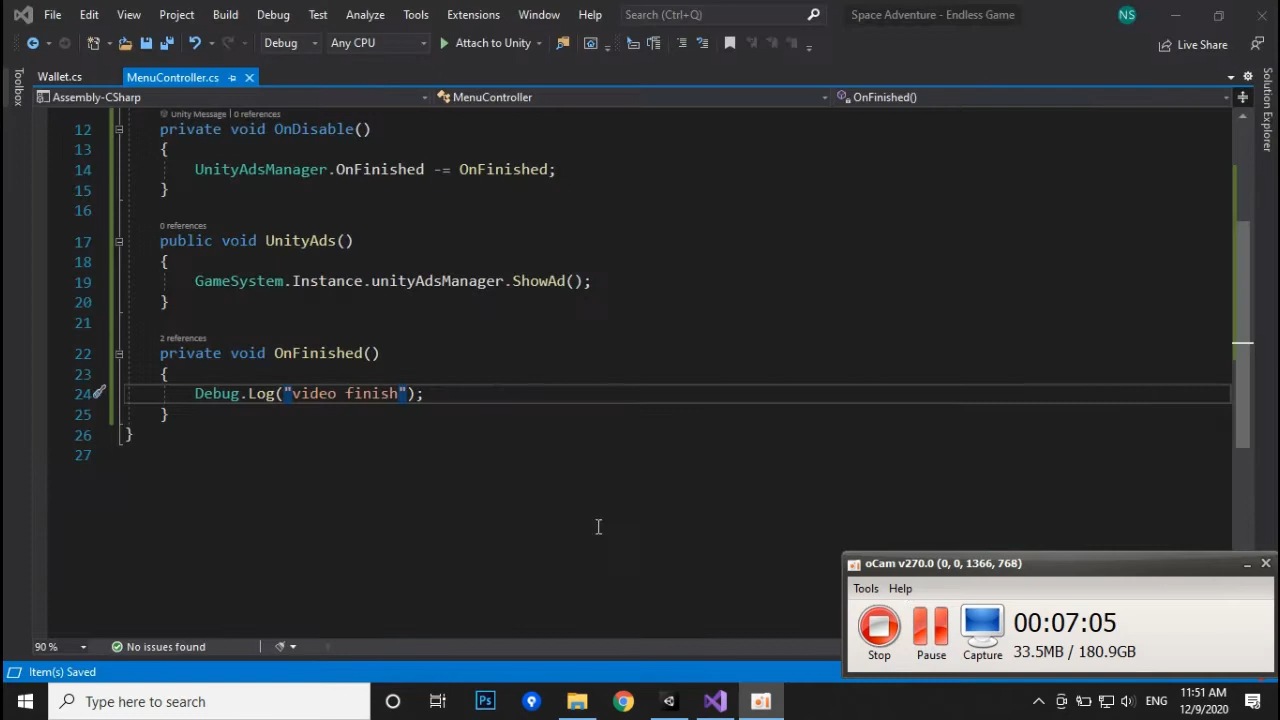 File Edit View Project Build Debug Test Analyze Tools Extensions Window Help Search (Ctrl+Q) Space Adventure - Endless Game NS
Debug Any CPU Attach to Unity Live Share
Toolbox
Wallet.cs MenuController.cs
Assembly-CSharp MenuController OnFinished()
Solution Explorer
Unity Message | 0 references
12 private void OnDisable()
13 {
14 UnityAdsManager.OnFinished -= OnFinished;
15 }
16
0 references
17 public void UnityAds()
18 {
19 GameSystem.Instance.unityAdsManager.ShowAd();
20 }
21
2 references
22 private void OnFinished()
23 {
24 Debug.Log("video finish");
25 }
26 }
27
oCam v270.0 (0, 0, 1366, 768)
Tools Help
00:07:05
33.5MB / 180.9GB
Stop Pause Capture
90 % No issues found
Item(s) Saved
Type here to search
Ps
ENG
11:51 AM
12/9/2020